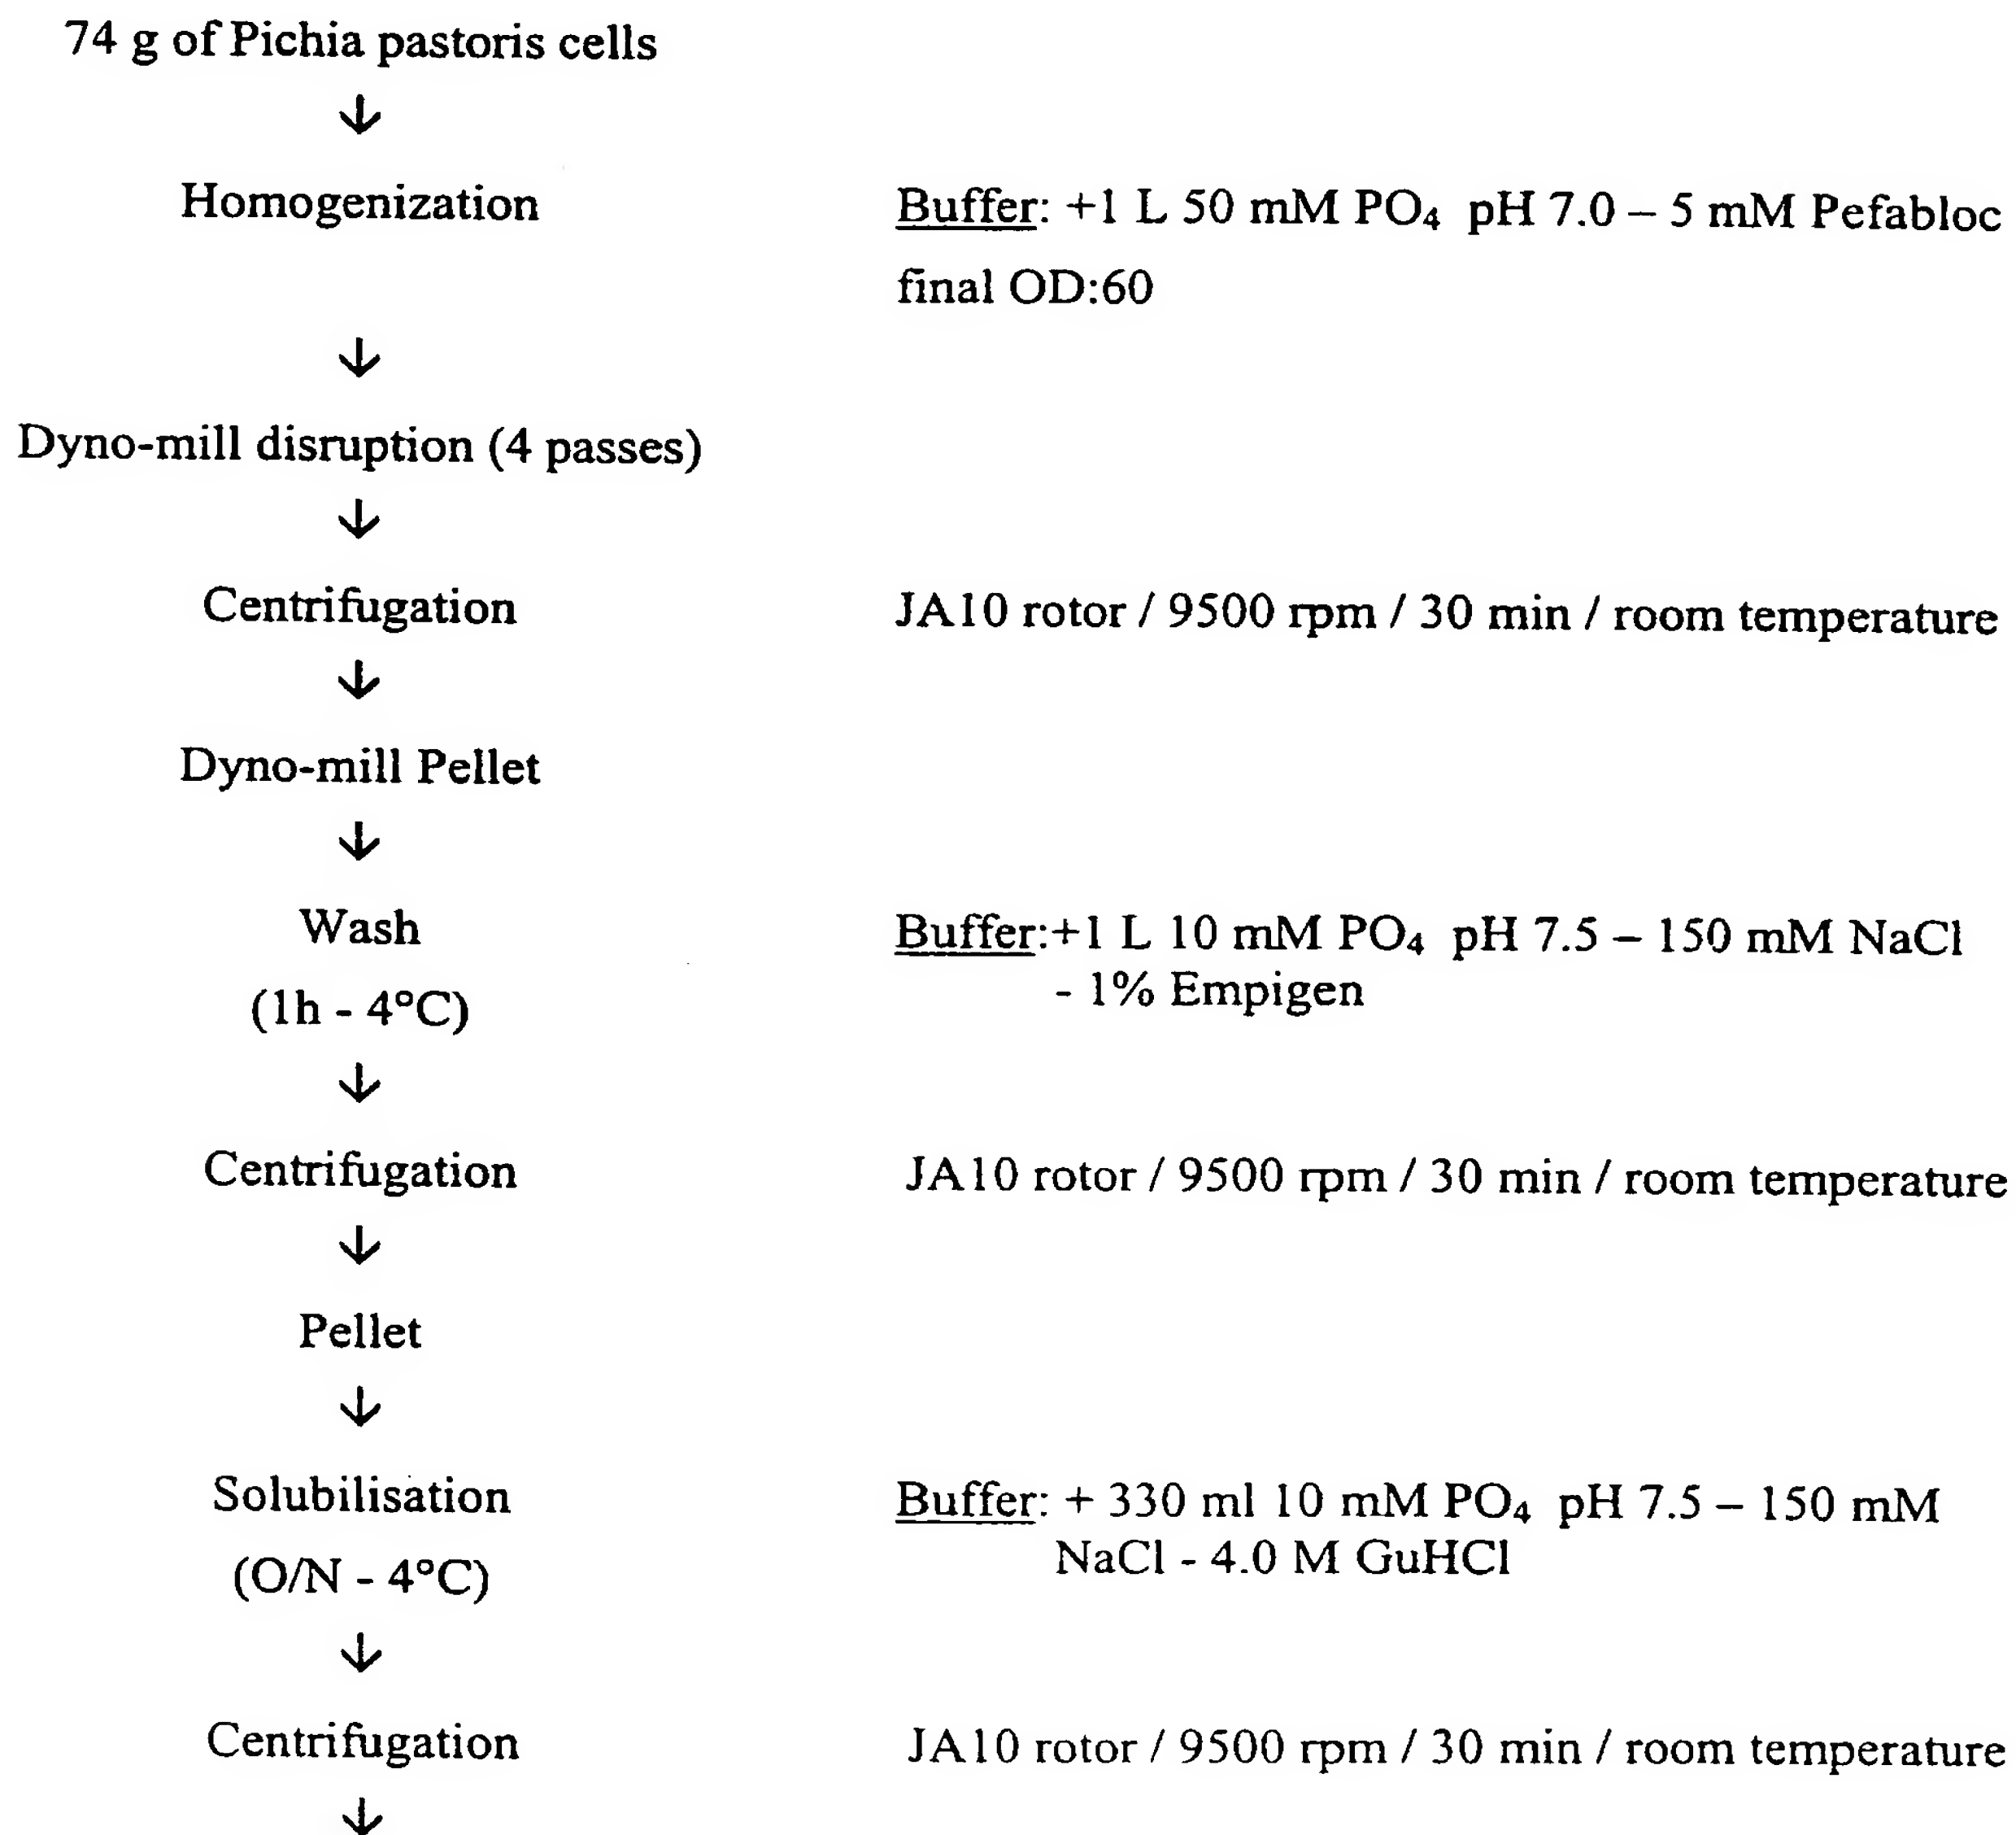 74 g of Pichia pastoris cells
↓
Homogenization
Buffer: +1 L 50 mM PO₄ pH 7.0 – 5 mM Pefabloc
final OD:60
↓
Dyno-mill disruption (4 passes)
↓
Centrifugation
JA10 rotor / 9500 rpm / 30 min / room temperature
↓
Dyno-mill Pellet
↓
Wash
Buffer:+1 L 10 mM PO₄ pH 7.5 – 150 mM NaCl
- 1% Empigen
(1h - 4°C)
↓
Centrifugation
JA10 rotor / 9500 rpm / 30 min / room temperature
↓
Pellet
↓
Solubilisation
Buffer: + 330 ml 10 mM PO₄ pH 7.5 – 150 mM
NaCl - 4.0 M GuHCl
(O/N - 4°C)
↓
Centrifugation
JA10 rotor / 9500 rpm / 30 min / room temperature
↓